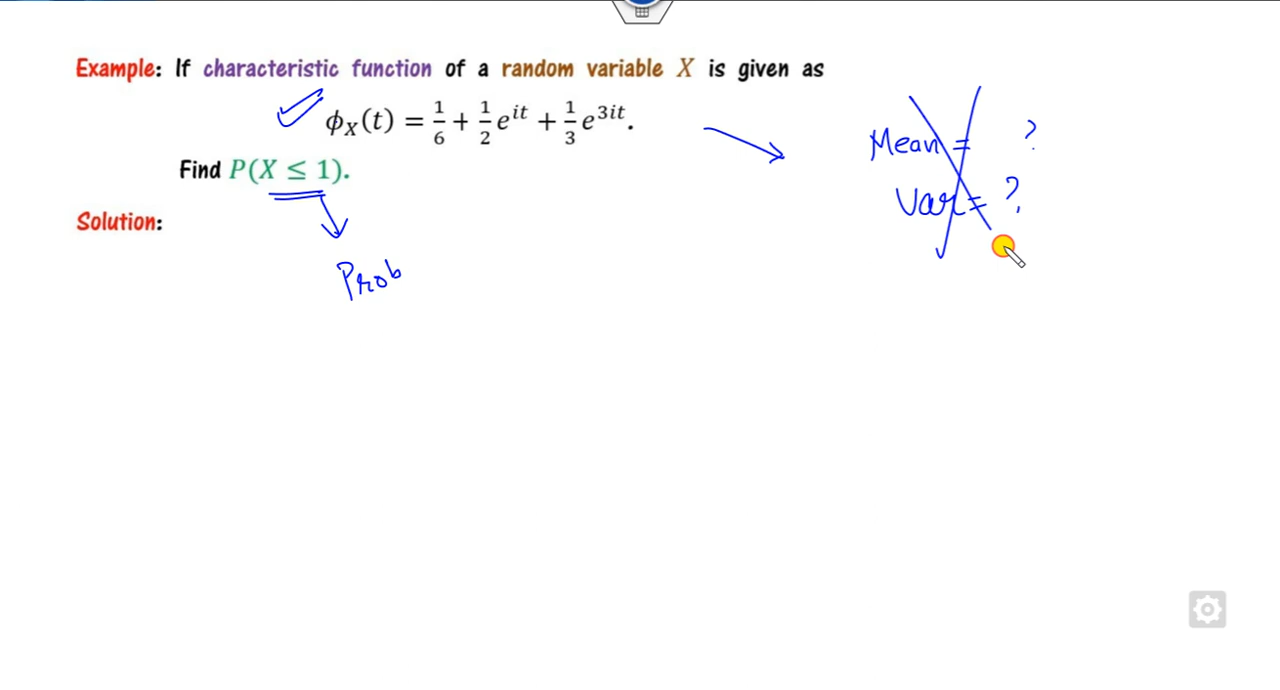 Example: If characteristic function of a random variable X is given as
ϕ_X(t) = 1/6 + 1/2 e^{it} + 1/3 e^{3it}.
Mean = ?
Find P(X ≤ 1).
Var = ?
Solution:
Prob